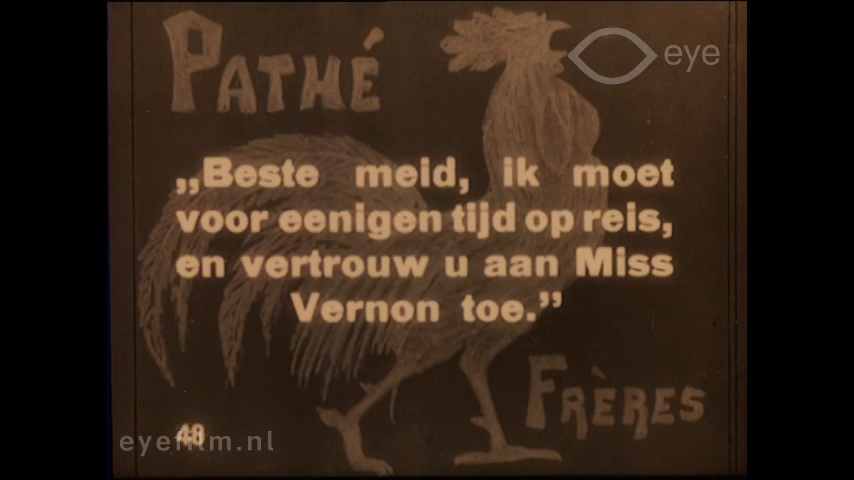 PATHÉ
eye
„Beste meid, ik moet
voor eenigen tijd op reis,
en vertrouw u aan Miss
Vernon toe.”
FRÈRES
48
eyefilm.nl